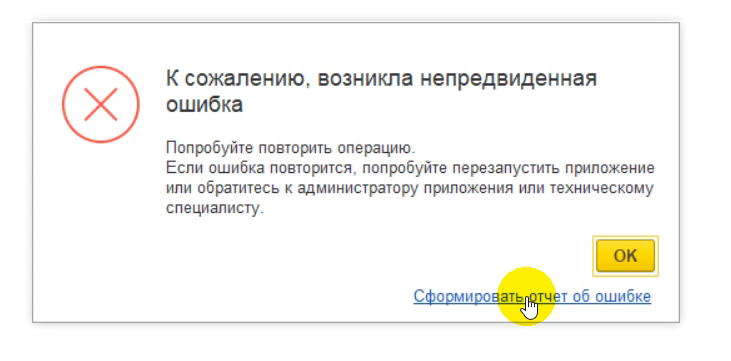 К сожалению, возникла непредвиденная
ошибка
Попробуйте повторить операцию.
Если ошибка повторится, попробуйте перезапустить приложение
или обратитесь к администратору приложения или техническому
специалисту.
OK
Сформировать отчет об ошибке